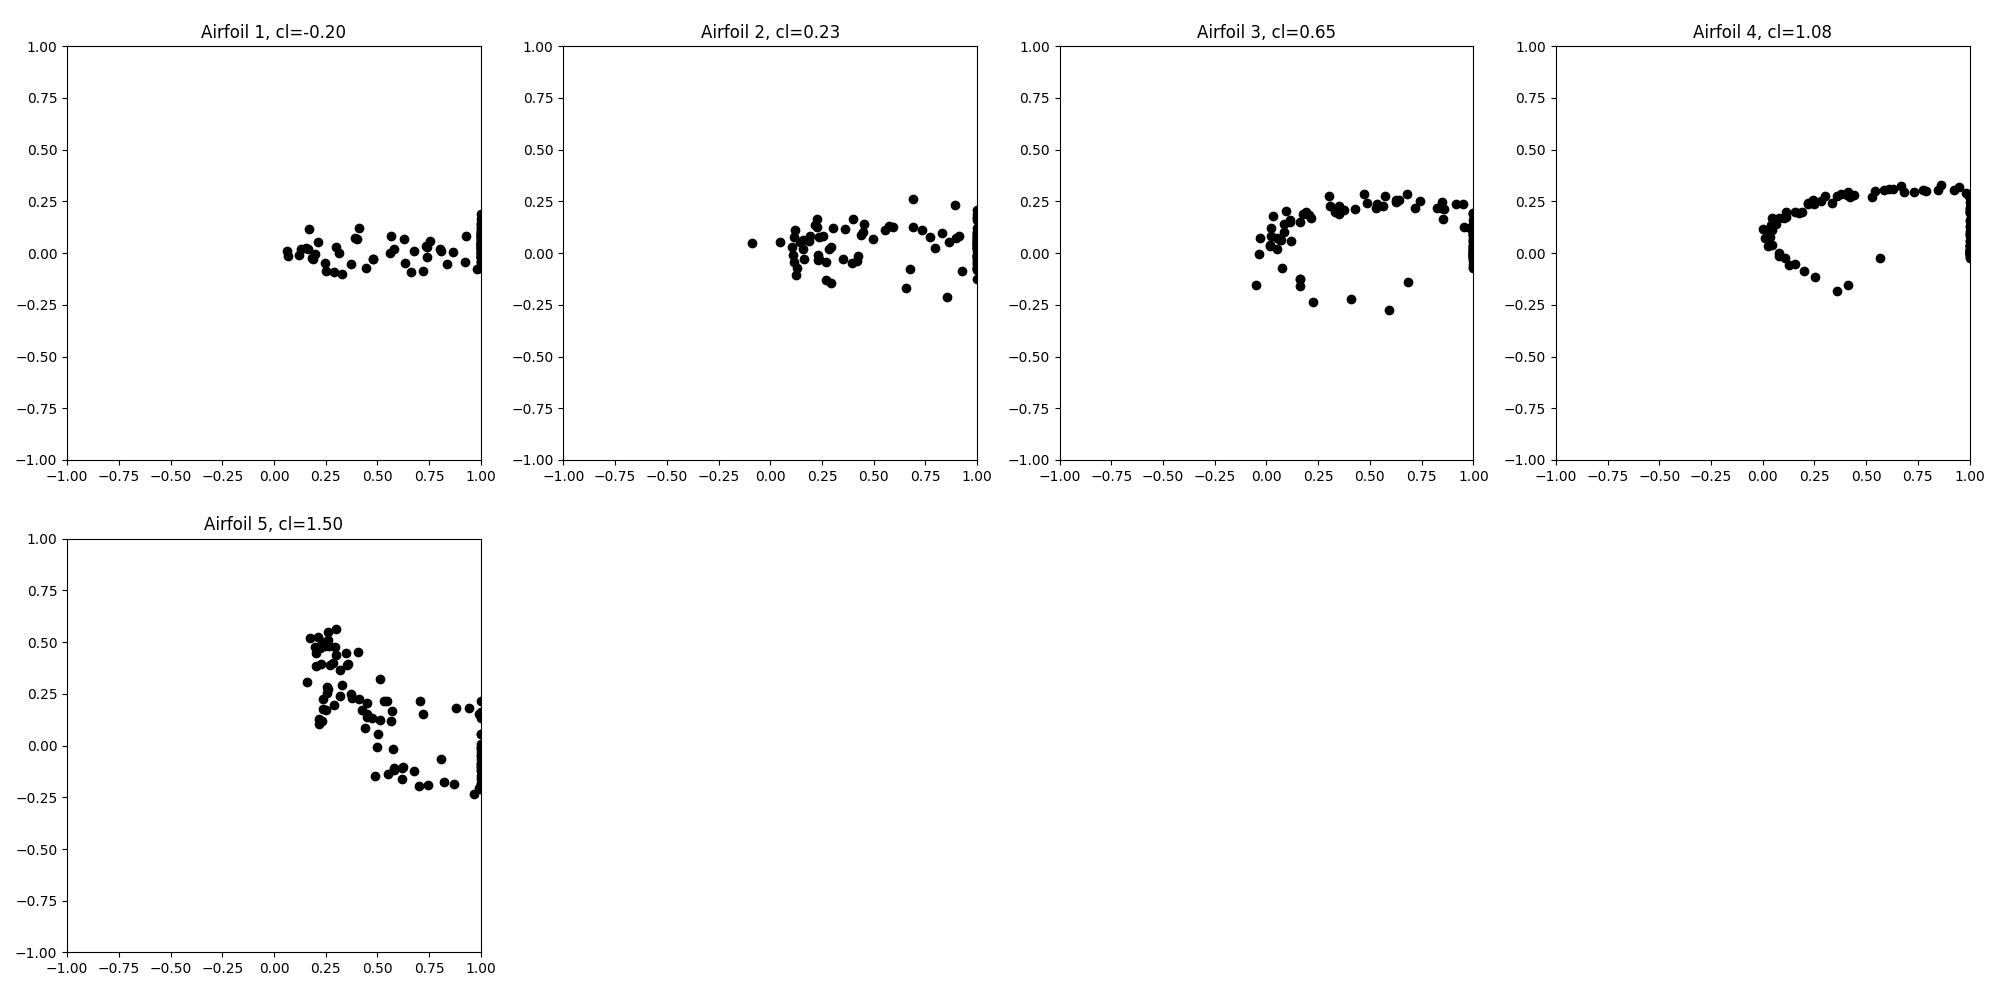 Airfoil 1, cl=-0.20
Airfoil 2, cl=0.23
Airfoil 3, cl=0.65
Airfoil 4, cl=1.08
1.00 1.00 1.00 1.00
0.75 0.75 0.75 0.75
0.50 0.50 0.50 0.50
0.25 0.25 0.25 0.25
0.00 0.00 0.00 0.00
−0.25 −0.25 −0.25 −0.25
−0.50 −0.50 −0.50 −0.50
−0.75 −0.75 −0.75 −0.75
−1.00 −1.00 −1.00 −1.00
−1.00 −0.75 −0.50 −0.25 0.00 0.25 0.50 0.75 1.00
−1.00 −0.75 −0.50 −0.25 0.00 0.25 0.50 0.75 1.00
−1.00 −0.75 −0.50 −0.25 0.00 0.25 0.50 0.75 1.00
−1.00 −0.75 −0.50 −0.25 0.00 0.25 0.50 0.75 1.00
Airfoil 5, cl=1.50
1.00
0.75
0.50
0.25
0.00
−0.25
−0.50
−0.75
−1.00
−1.00 −0.75 −0.50 −0.25 0.00 0.25 0.50 0.75 1.00